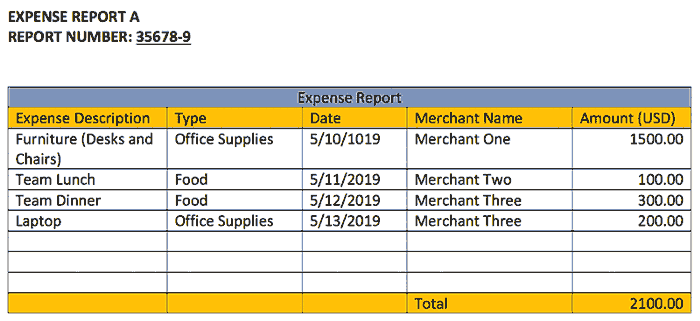 EXPENSE REPORT A
REPORT NUMBER: 35678-9
Expense Report
Expense Description Type Date Merchant Name Amount (USD)
Furniture (Desks and Office Supplies 5/10/1019 Merchant One 1500.00
Chairs)
Team Lunch Food 5/11/2019 Merchant Two 100.00
Team Dinner Food 5/12/2019 Merchant Three 300.00
Laptop Office Supplies 5/13/2019 Merchant Three 200.00
Total 2100.00